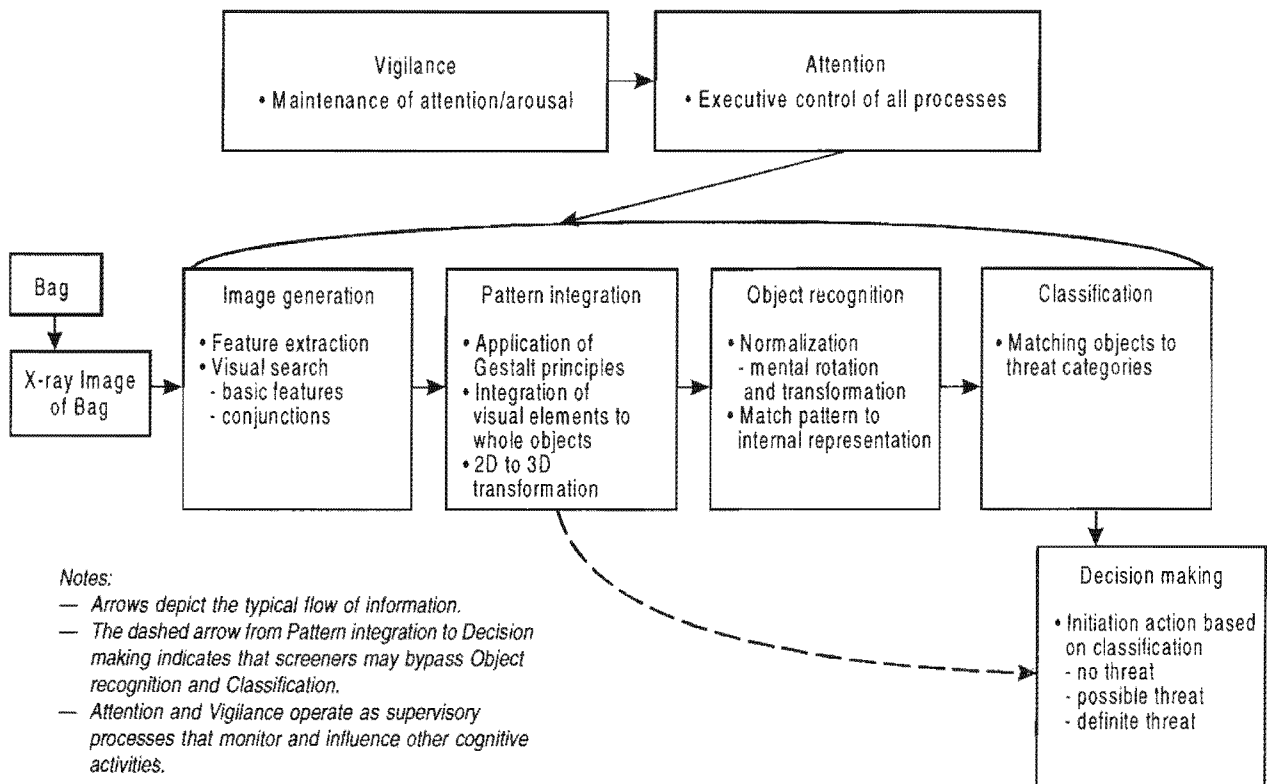 Vigilance
• Maintenance of attention/arousal
Attention
• Executive control of all processes
Bag
X-ray Image
of Bag
Image generation
• Feature extraction
• Visual search
- basic features
- conjunctions
Pattern integration
• Application of
Gestalt principles
• Integration of
visual elements to
whole objects
• 2D to 3D
transformation
Object recognition
• Normalization
- mental rotation
and transformation
• Match pattern to
internal representation
Classification
• Matching objects to
threat categories
Decision making
• Initiation action based
on classification
- no threat
- possible threat
- definite threat
Notes:
— Arrows depict the typical flow of information.
— The dashed arrow from Pattern integration to Decision
making indicates that screeners may bypass Object
recognition and Classification.
— Attention and Vigilance operate as supervisory
processes that monitor and influence other cognitive
activities.